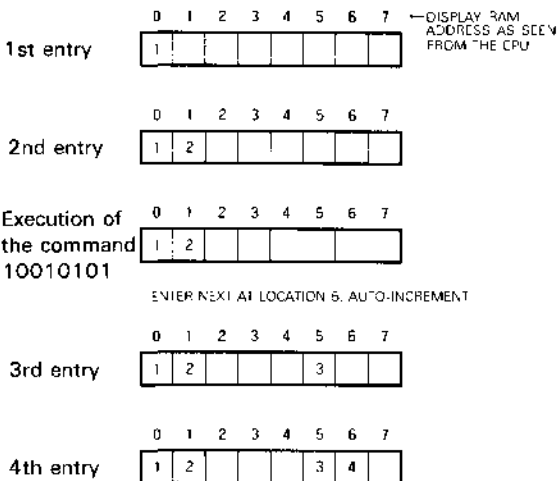 0 1 2 3 4 5 6 7 ←DISPLAY RAM
ADDRESS AS SEEN
FROM THE CPU
1st entry 1
0 1 2 3 4 5 6 7
2nd entry 1 2
Execution of
the command
10010101
0 1 2 3 4 5 6 7
1 2
ENTER NEXT AT LOCATION 5. AUTO-INCREMENT
0 1 2 3 4 5 6 7
3rd entry 1 2 3
0 1 2 3 4 5 6 7
4th entry 1 2 3 4